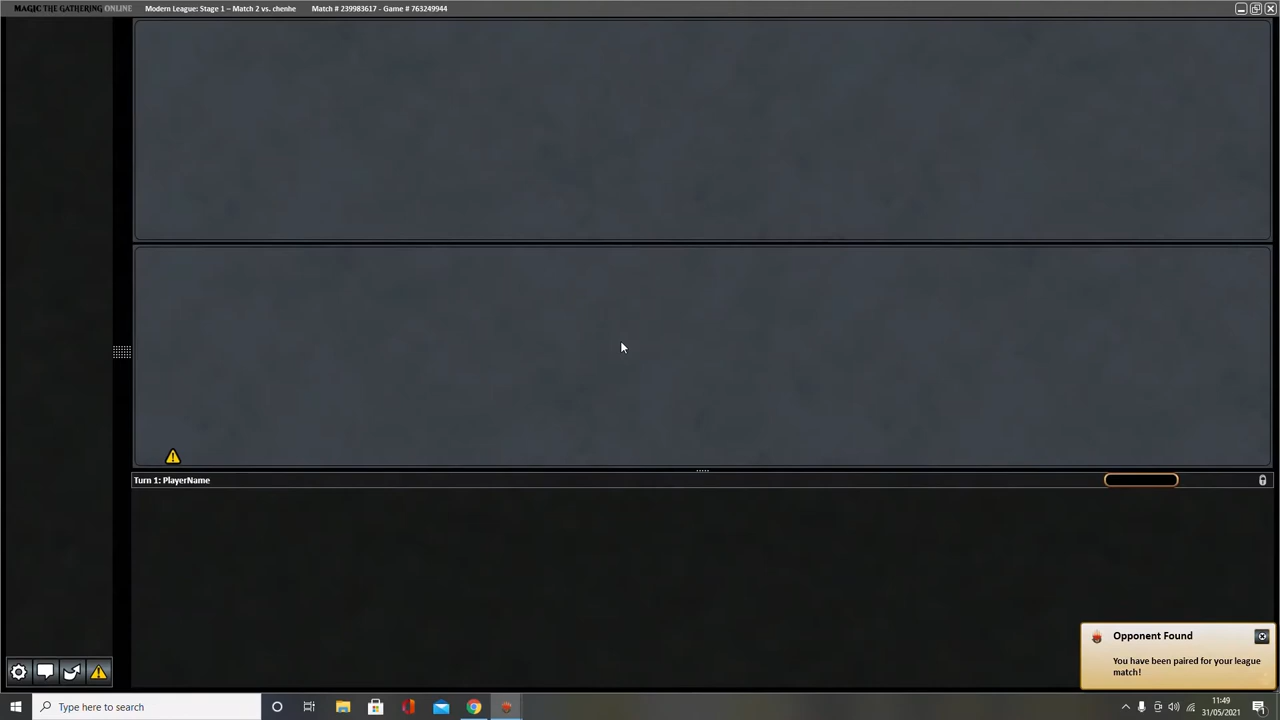 MAGIC THE GATHERING ONLINE Modern League: Stage 1 – Match 2 vs. chenhe Match # 239983617 - Game # 763249944
Turn 1: PlayerName
Opponent Found
You have been paired for your league
match!
Type here to search
11:49
31/05/2021
1